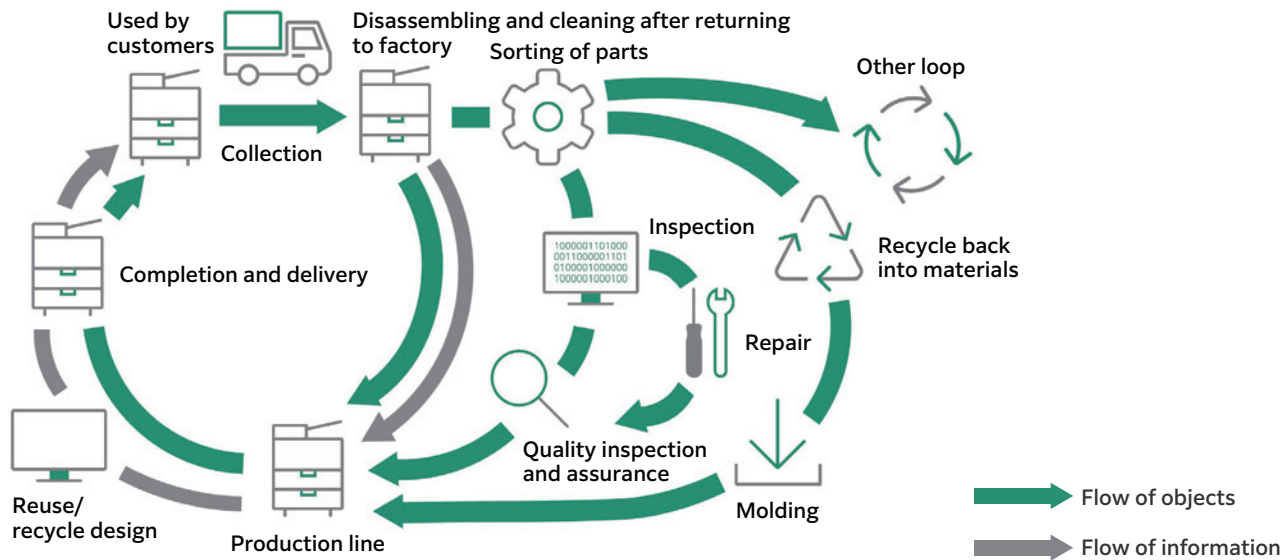 Used by
customers
Disassembling and cleaning after returning
to factory
Sorting of parts
Other loop
Collection
Inspection
1000001101000
0011000001101
0100001000000
1000001000100
Recycle back
into materials
Completion and delivery
Repair
Quality inspection
and assurance
Reuse/
recycle design
Production line
Molding
Flow of objects
Flow of information